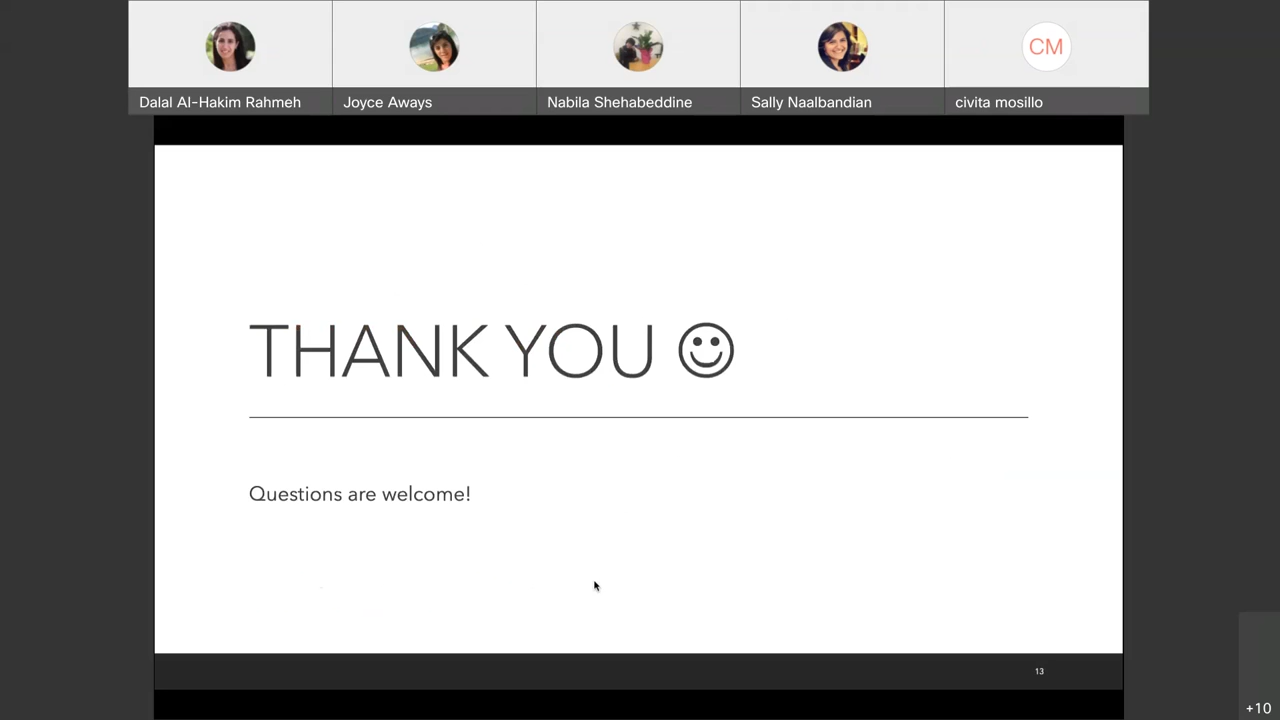 CM
Dalal Al-Hakim Rahmeh
Joyce Aways
Nabila Shehabeddine
Sally Naalbandian
civita mosillo
THANK YOU ☺
Questions are welcome!
13
+10